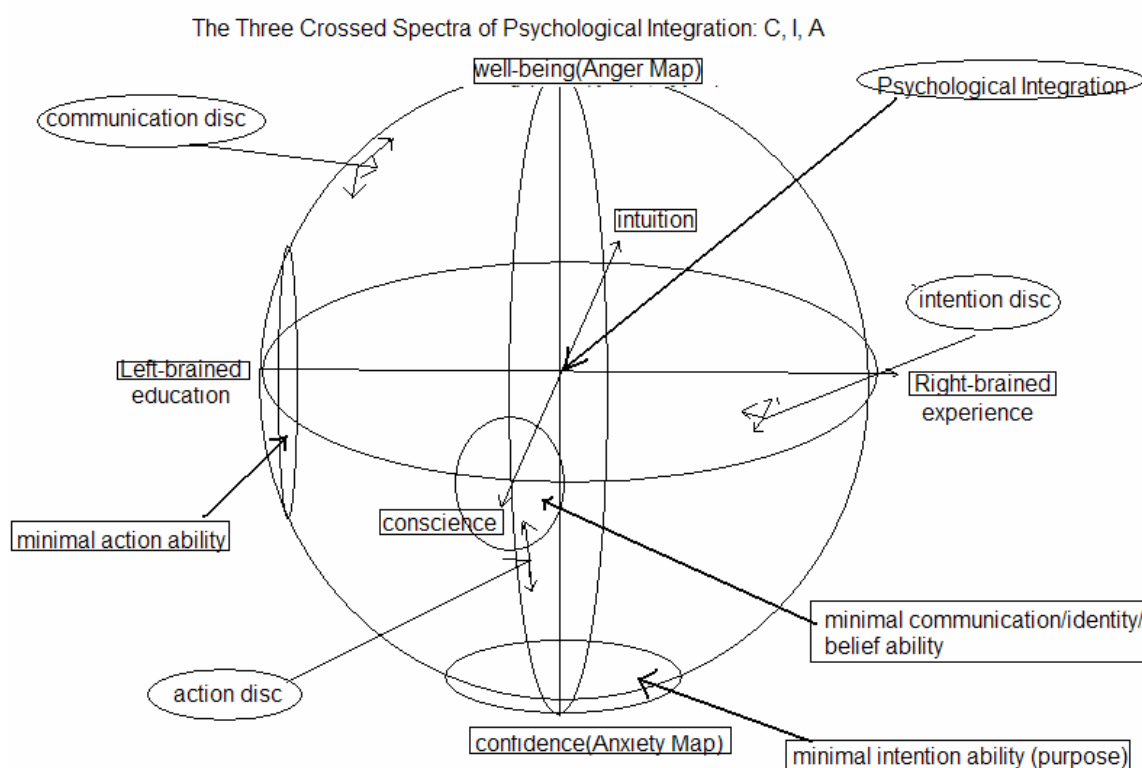 The Three Crossed Spectra of Psychological Integration: C, I, A
well-being(Anger Map)
Psychological Integration
communication disc
intuition
intention disc
Left-brained
education
Right-brained
experience
conscience
minimal action ability
minimal communication/identity/
belief ability
action disc
confidence(Anxiety Map)
minimal intention ability (purpose)